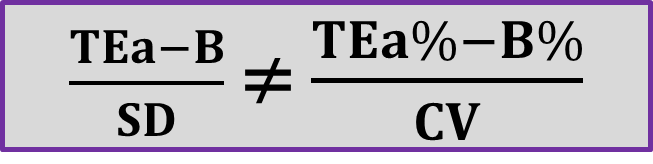 TEa−B / SD ≠ TEa%−B% / CV